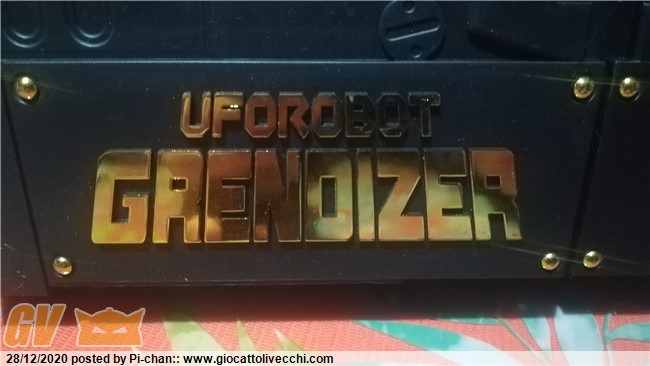 UFOROBOT
GRENDIZER
GV
28/12/2020 posted by Pi-chan:: www.giocattolivecchi.com